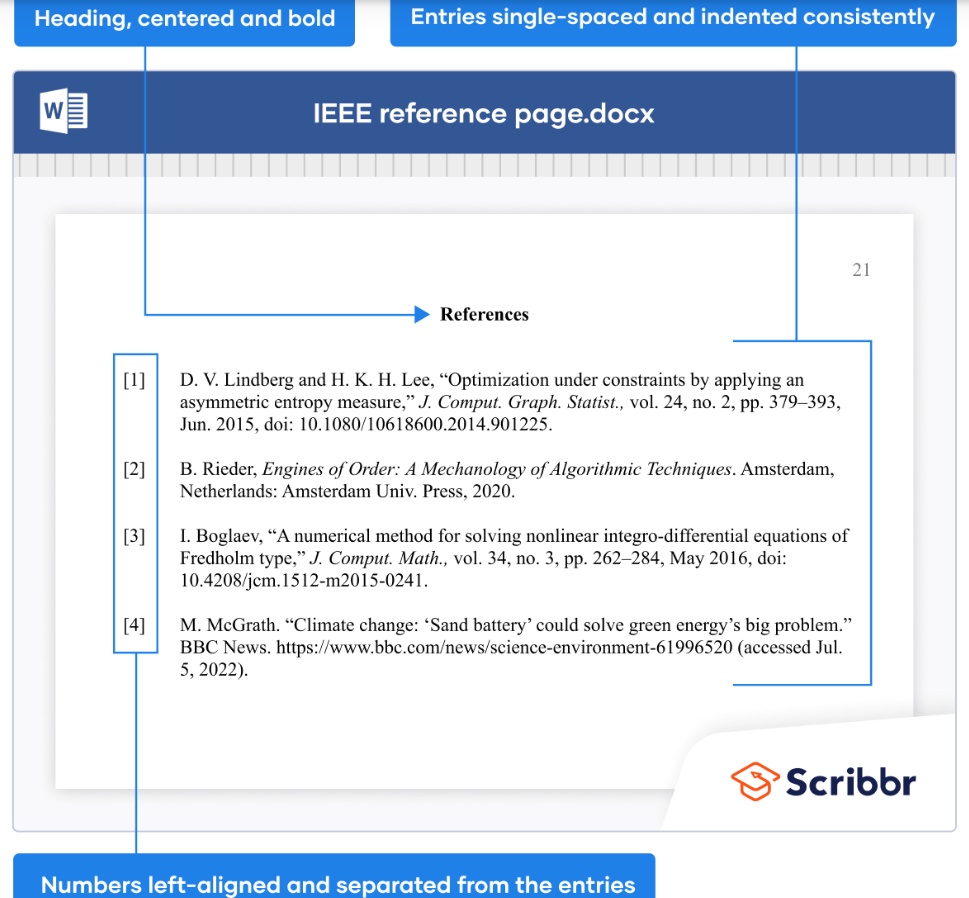 Heading, centered and bold
Entries single-spaced and indented consistently
W
IEEE reference page.docx
21
References
[1] D. V. Lindberg and H. K. H. Lee, “Optimization under constraints by applying an
asymmetric entropy measure,” J. Comput. Graph. Statist., vol. 24, no. 2, pp. 379–393,
Jun. 2015, doi: 10.1080/10618600.2014.901225.
[2] B. Rieder, Engines of Order: A Mechanology of Algorithmic Techniques. Amsterdam,
Netherlands: Amsterdam Univ. Press, 2020.
[3] I. Boglaev, “A numerical method for solving nonlinear integro-differential equations of
Fredholm type,” J. Comput. Math., vol. 34, no. 3, pp. 262–284, May 2016, doi:
10.4208/jcm.1512-m2015-0241.
[4] M. McGrath. “Climate change: ‘Sand battery’ could solve green energy’s big problem.”
BBC News. https://www.bbc.com/news/science-environment-61996520 (accessed Jul.
5, 2022).
Scribbr
Numbers left-aligned and separated from the entries